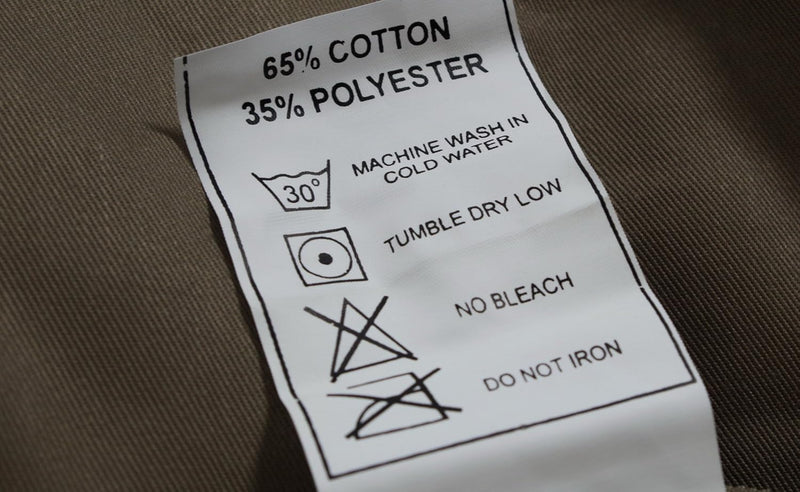 65% COTTON
35% POLYESTER
30°
MACHINE WASH IN
COLD WATER
TUMBLE DRY LOW
NO BLEACH
DO NOT IRON